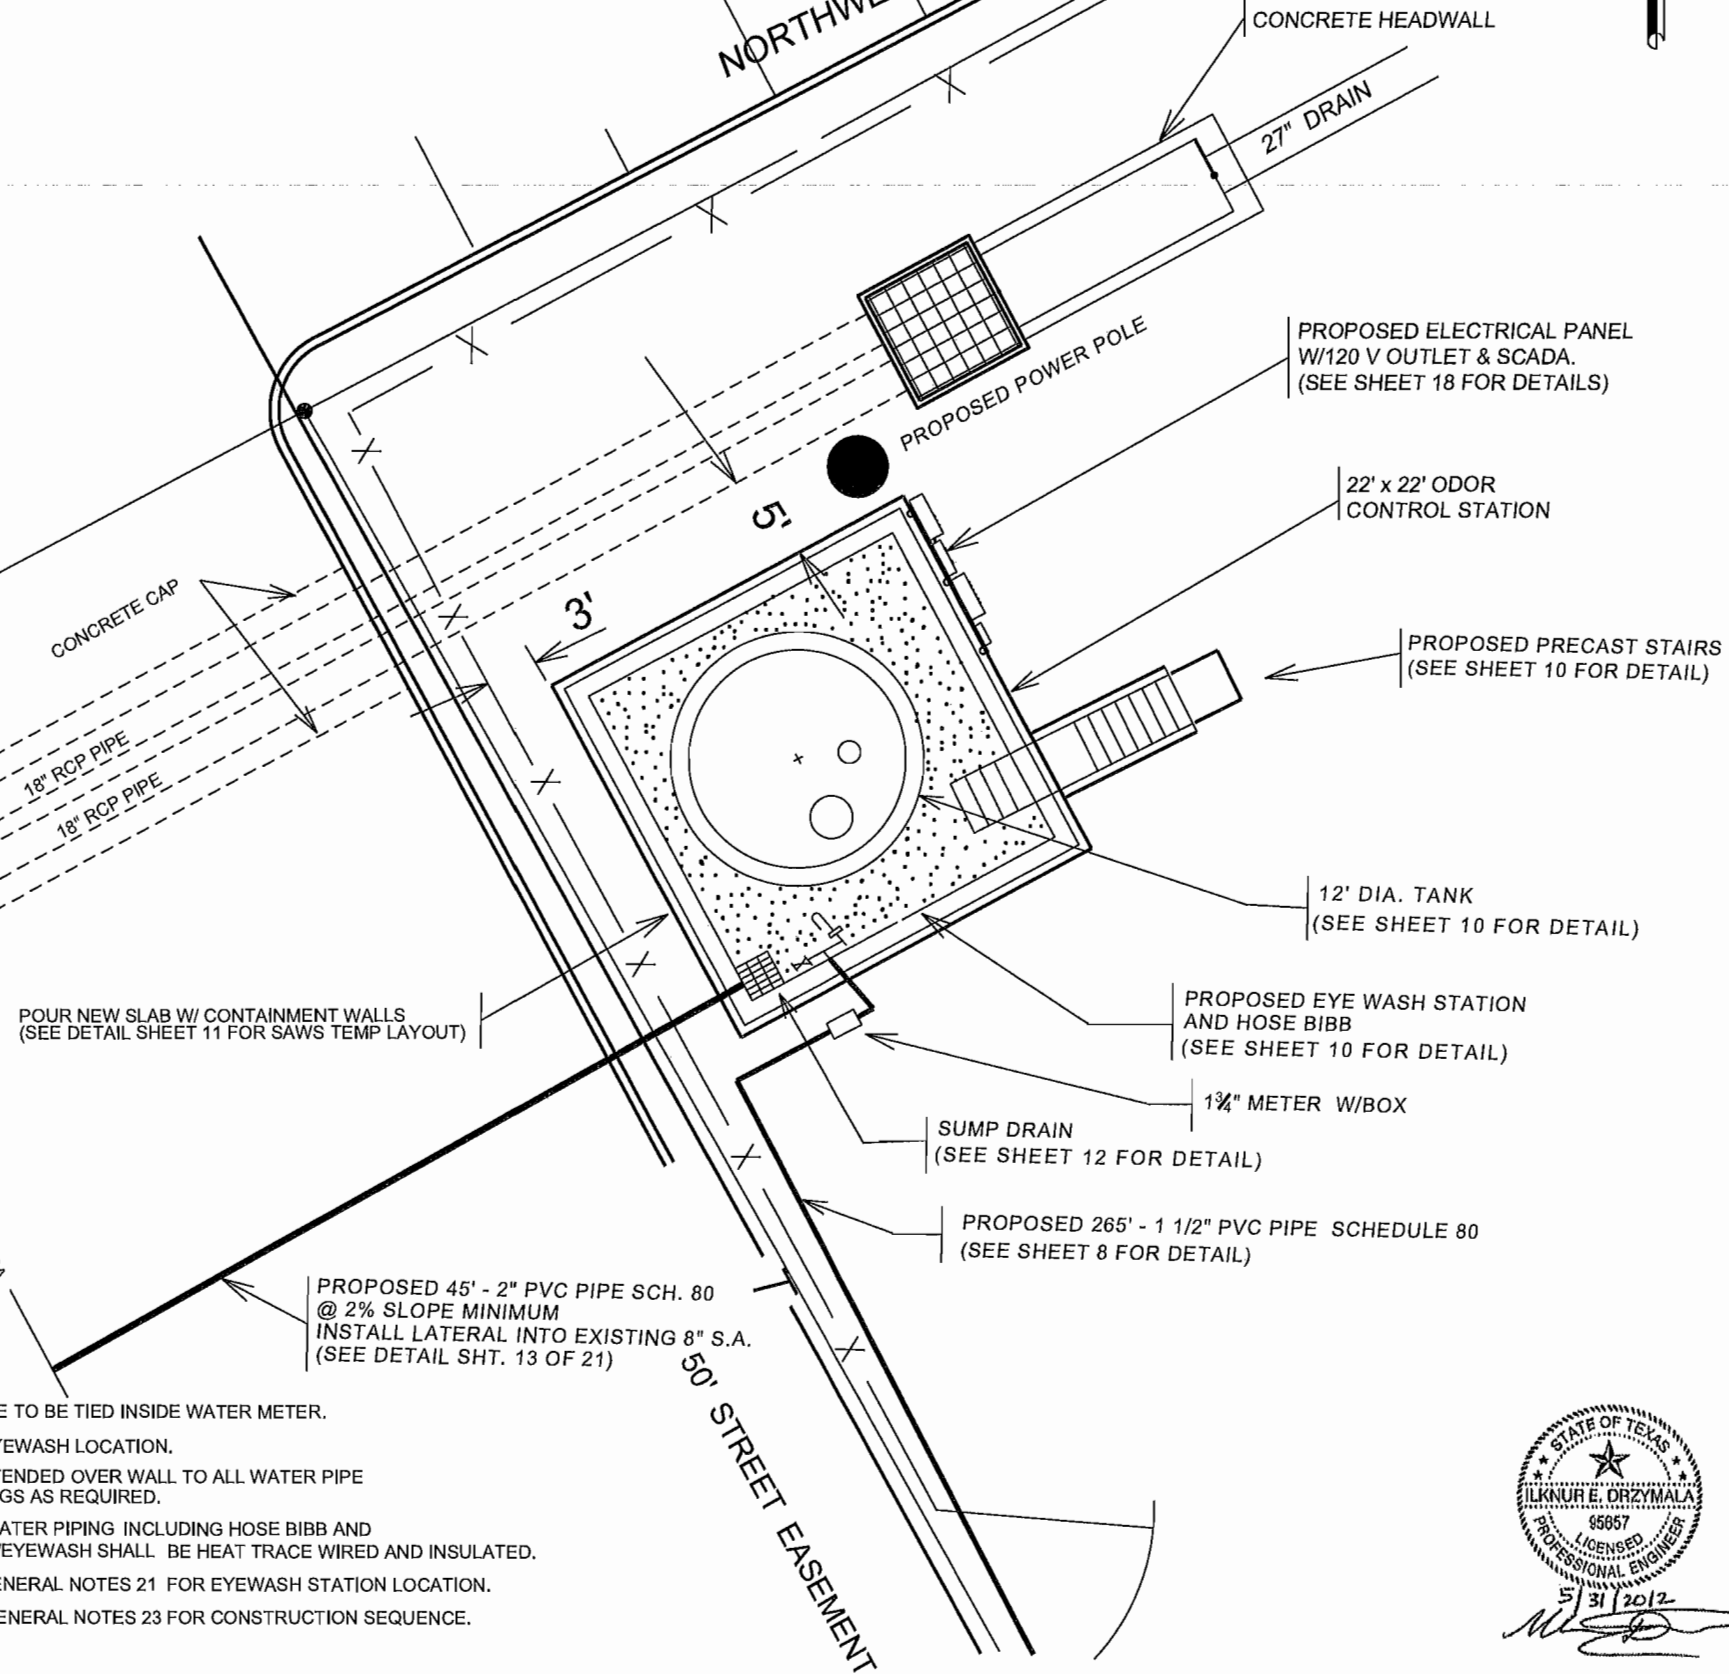 CONCRETE HEADWALL
27" DRAIN
PROPOSED ELECTRICAL PANEL
W/120 V OUTLET & SCADA.
(SEE SHEET 18 FOR DETAILS)
PROPOSED POWER POLE
22' x 22' ODOR
CONTROL STATION
5'
3'
CONCRETE CAP
PROPOSED PRECAST STAIRS
(SEE SHEET 10 FOR DETAIL)
18" RCP PIPE
18" RCP PIPE
12' DIA. TANK
(SEE SHEET 10 FOR DETAIL)
POUR NEW SLAB W/ CONTAINMENT WALLS
(SEE DETAIL SHEET 11 FOR SAWS TEMP LAYOUT)
PROPOSED EYE WASH STATION
AND HOSE BIBB
(SEE SHEET 10 FOR DETAIL)
1¾" METER W/BOX
SUMP DRAIN
(SEE SHEET 12 FOR DETAIL)
PROPOSED 265' - 1 1/2" PVC PIPE SCHEDULE 80
(SEE SHEET 8 FOR DETAIL)
PROPOSED 45' - 2" PVC PIPE SCH. 80
@ 2% SLOPE MINIMUM
INSTALL LATERAL INTO EXISTING 8" S.A.
(SEE DETAIL SHT. 13 OF 21)
50' STREET EASEMENT
TO BE TIED INSIDE WATER METER.
LOCATION.
OVER WALL TO ALL WATER PIPE
AS REQUIRED.
PIPING INCLUDING HOSE BIBB AND
EYEWASH SHALL BE HEAT TRACE WIRED AND INSULATED.
NOTES 21 FOR EYEWASH STATION LOCATION.
NOTES 23 FOR CONSTRUCTION SEQUENCE.
STATE OF TEXAS
ILKNUR E. DRZYMALA
95657
LICENSED
PROFESSIONAL ENGINEER
5/31/2012